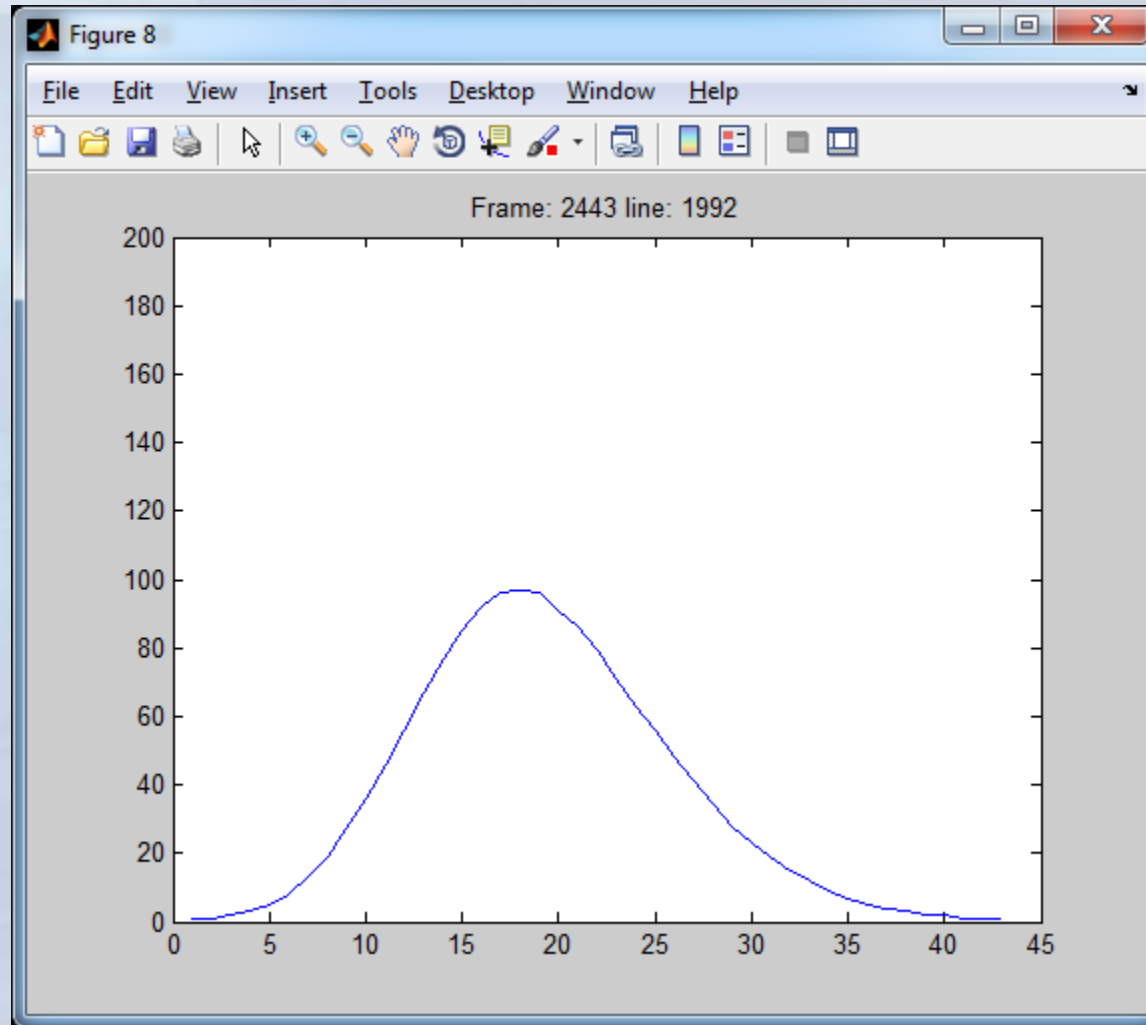 Figure 8
File Edit View Insert Tools Desktop Window Help
Frame: 2443 line: 1992
200
180
160
140
120
100
80
60
40
20
0
0 5 10 15 20 25 30 35 40 45